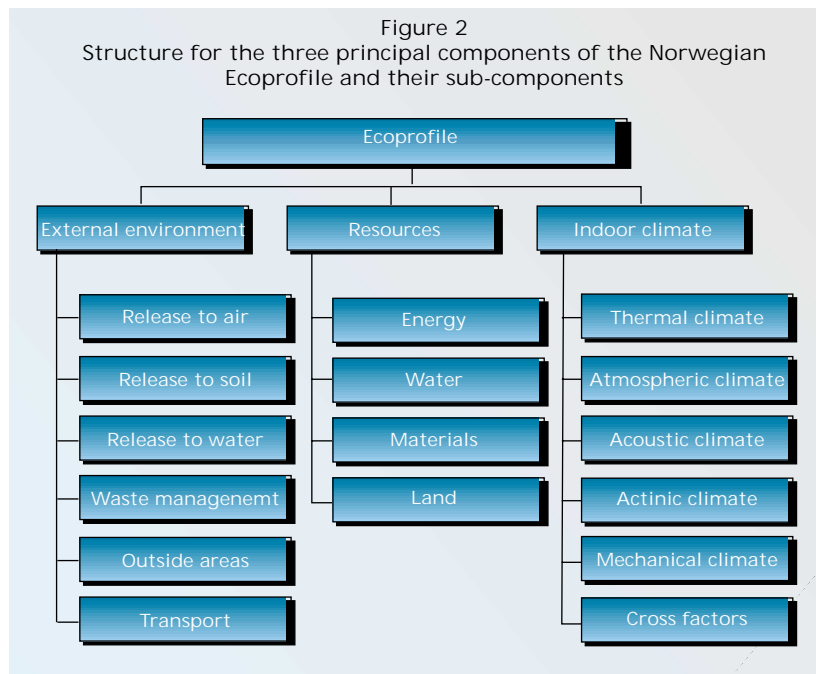 Figure 2
Structure for the three principal components of the Norwegian
Ecoprofile and their sub-components
Ecoprofile
External environment
Release to air
Release to soil
Release to water
Waste managenemt
Outside areas
Transport
Resources
Energy
Water
Materials
Land
Indoor climate
Thermal climate
Atmospheric climate
Acoustic climate
Actinic climate
Mechanical climate
Cross factors